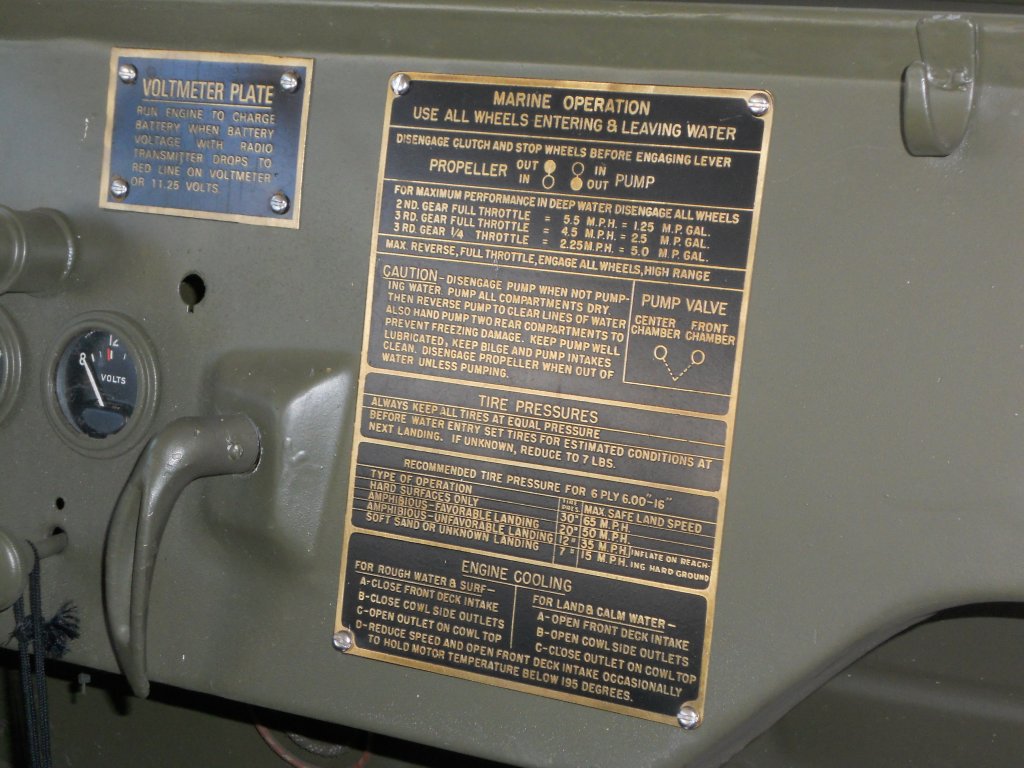 VOLTMETER PLATE
RUN ENGINE TO CHARGE
BATTERY WHEN BATTERY
VOLTAGE WITH RADIO
TRANSMITTER DROPS TO
RED LINE ON VOLTMETER
OR 11.25 VOLTS.
8 12
VOLTS
MARINE OPERATION
USE ALL WHEELS ENTERING & LEAVING WATER
DISENGAGE CLUTCH AND STOP WHEELS BEFORE ENGAGING LEVER
PROPELLER OUT IN PUMP
IN OUT
FOR MAXIMUM PERFORMANCE IN DEEP WATER DISENGAGE ALL WHEELS
2 ND. GEAR FULL THROTTLE = 5.5 M.P.H. = 1.25 M.P. GAL.
3 RD. GEAR FULL THROTTLE = 4.5 M.P.H. = 2.5 M.P. GAL.
3 RD. GEAR 1/4 THROTTLE = 2.25 M.P.H. = 5.0 M.P. GAL.
MAX. REVERSE, FULL THROTTLE, ENGAGE ALL WHEELS, HIGH RANGE
CAUTION-DISENGAGE PUMP WHEN NOT PUMP-
ING WATER. PUMP ALL COMPARTMENTS DRY.
THEN REVERSE PUMP TO CLEAR LINES OF WATER
ALSO HAND PUMP TWO REAR COMPARTMENTS TO
PREVENT FREEZING DAMAGE. KEEP PUMP WELL
LUBRICATED, KEEP BILGE AND PUMP INTAKES
CLEAN. DISENGAGE PROPELLER WHEN OUT OF
WATER UNLESS PUMPING.
PUMP VALVE
CENTER FRONT
CHAMBER CHAMBER
TIRE PRESSURES
ALWAYS KEEP ALL TIRES AT EQUAL PRESSURE
BEFORE WATER ENTRY SET TIRES FOR ESTIMATED CONDITIONS AT
NEXT LANDING. IF UNKNOWN, REDUCE TO 7 LBS.
RECOMMENDED TIRE PRESSURE FOR 6 PLY 6.00"-16"
TYPE OF OPERATION TIRE PRES. MAX. SAFE LAND SPEED
HARD SURFACES ONLY 30" 65 M.P.H.
AMPHIBIOUS-FAVORABLE LANDING 20" 50 M.P.H.
AMPHIBIOUS-UNFAVORABLE LANDING 12" 35 M.P.H. INFLATE ON REACH-
SOFT SAND OR UNKNOWN LANDING 7" 15 M.P.H. ING HARD GROUND
ENGINE COOLING
FOR ROUGH WATER & SURF-
A-CLOSE FRONT DECK INTAKE
B-CLOSE COWL SIDE OUTLETS
C-OPEN OUTLET ON COWL TOP
FOR LAND & CALM WATER-
A-OPEN FRONT DECK INTAKE
B-OPEN COWL SIDE OUTLETS
C-CLOSE OUTLET ON COWL TOP
D-REDUCE SPEED AND OPEN FRONT DECK INTAKE OCCASIONALLY
TO HOLD MOTOR TEMPERATURE BELOW 195 DEGREES.